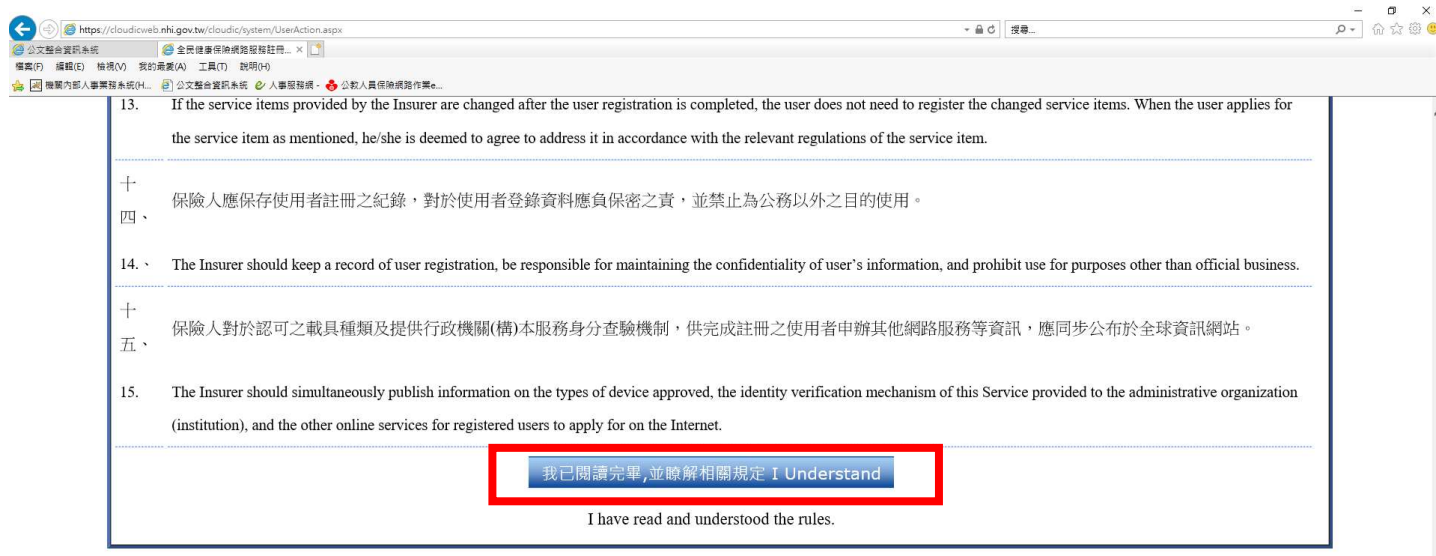 https://cloudicweb.nhi.gov.tw/cloudic/system/UserAction.aspx
搜尋...
公文整合資訊系統
全民健康保險網路服務註冊...
檔案(F) 編輯(E) 檢視(V) 我的最愛(A) 工具(T) 說明(H)
機關內部人事業務系統(H... 公文整合資訊系統 人事服務網 - 公教人員保險網路作業e...
13. If the service items provided by the Insurer are changed after the user registration is completed, the user does not need to register the changed service items. When the user applies for
the service item as mentioned, he/she is deemed to agree to address it in accordance with the relevant regulations of the service item.
十
四、
保險人應保存使用者註冊之紀錄，對於使用者登錄資料應負保密之責，並禁止為公務以外之目的使用。
14.、 The Insurer should keep a record of user registration, be responsible for maintaining the confidentiality of user's information, and prohibit use for purposes other than official business.
十
五、
保險人對於認可之載具種類及提供行政機關(構)本服務身分查驗機制，供完成註冊之使用者申辦其他網路服務等資訊，應同步公布於全球資訊網站。
15. The Insurer should simultaneously publish information on the types of device approved, the identity verification mechanism of this Service provided to the administrative organization
(institution), and the other online services for registered users to apply for on the Internet.
我已閱讀完畢,並瞭解相關規定 I Understand
I have read and understood the rules.